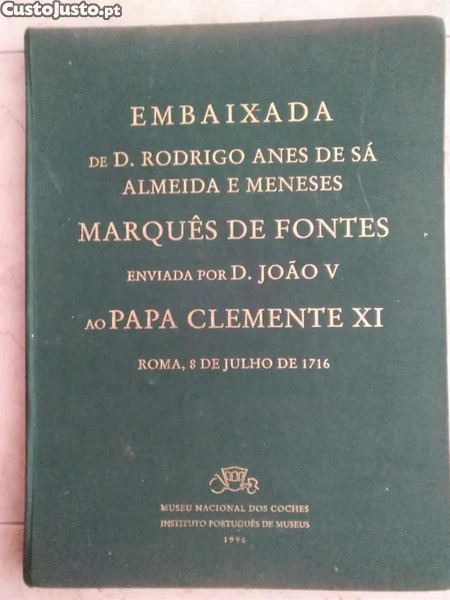 CustoJusto.pt
EMBAIXADA
DE D. RODRIGO ANES DE SÁ
ALMEIDA E MENESES
MARQUÊS DE FONTES
ENVIADA POR D. JOÃO V
AO PAPA CLEMENTE XI
ROMA, 8 DE JULHO DE 1716
MUSEU NACIONAL DOS COCHES
INSTITUTO PORTUGUÊS DE MUSEUS
1996